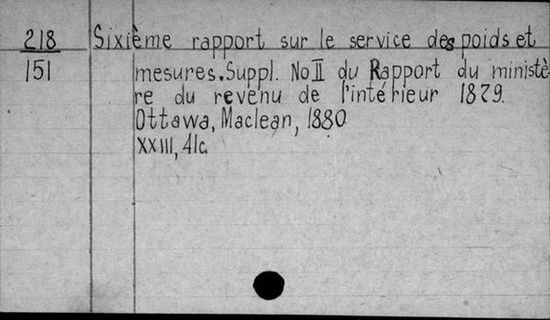 218 Sixième rapport sur le service des poids et
151 mesures. Suppl. No II du Rapport du ministè-
re du revenu de l'intérieur 1879.
Ottawa, Maclean, 1880
XXIII, 41c.